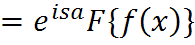 = e^{isa}F{f(x)}